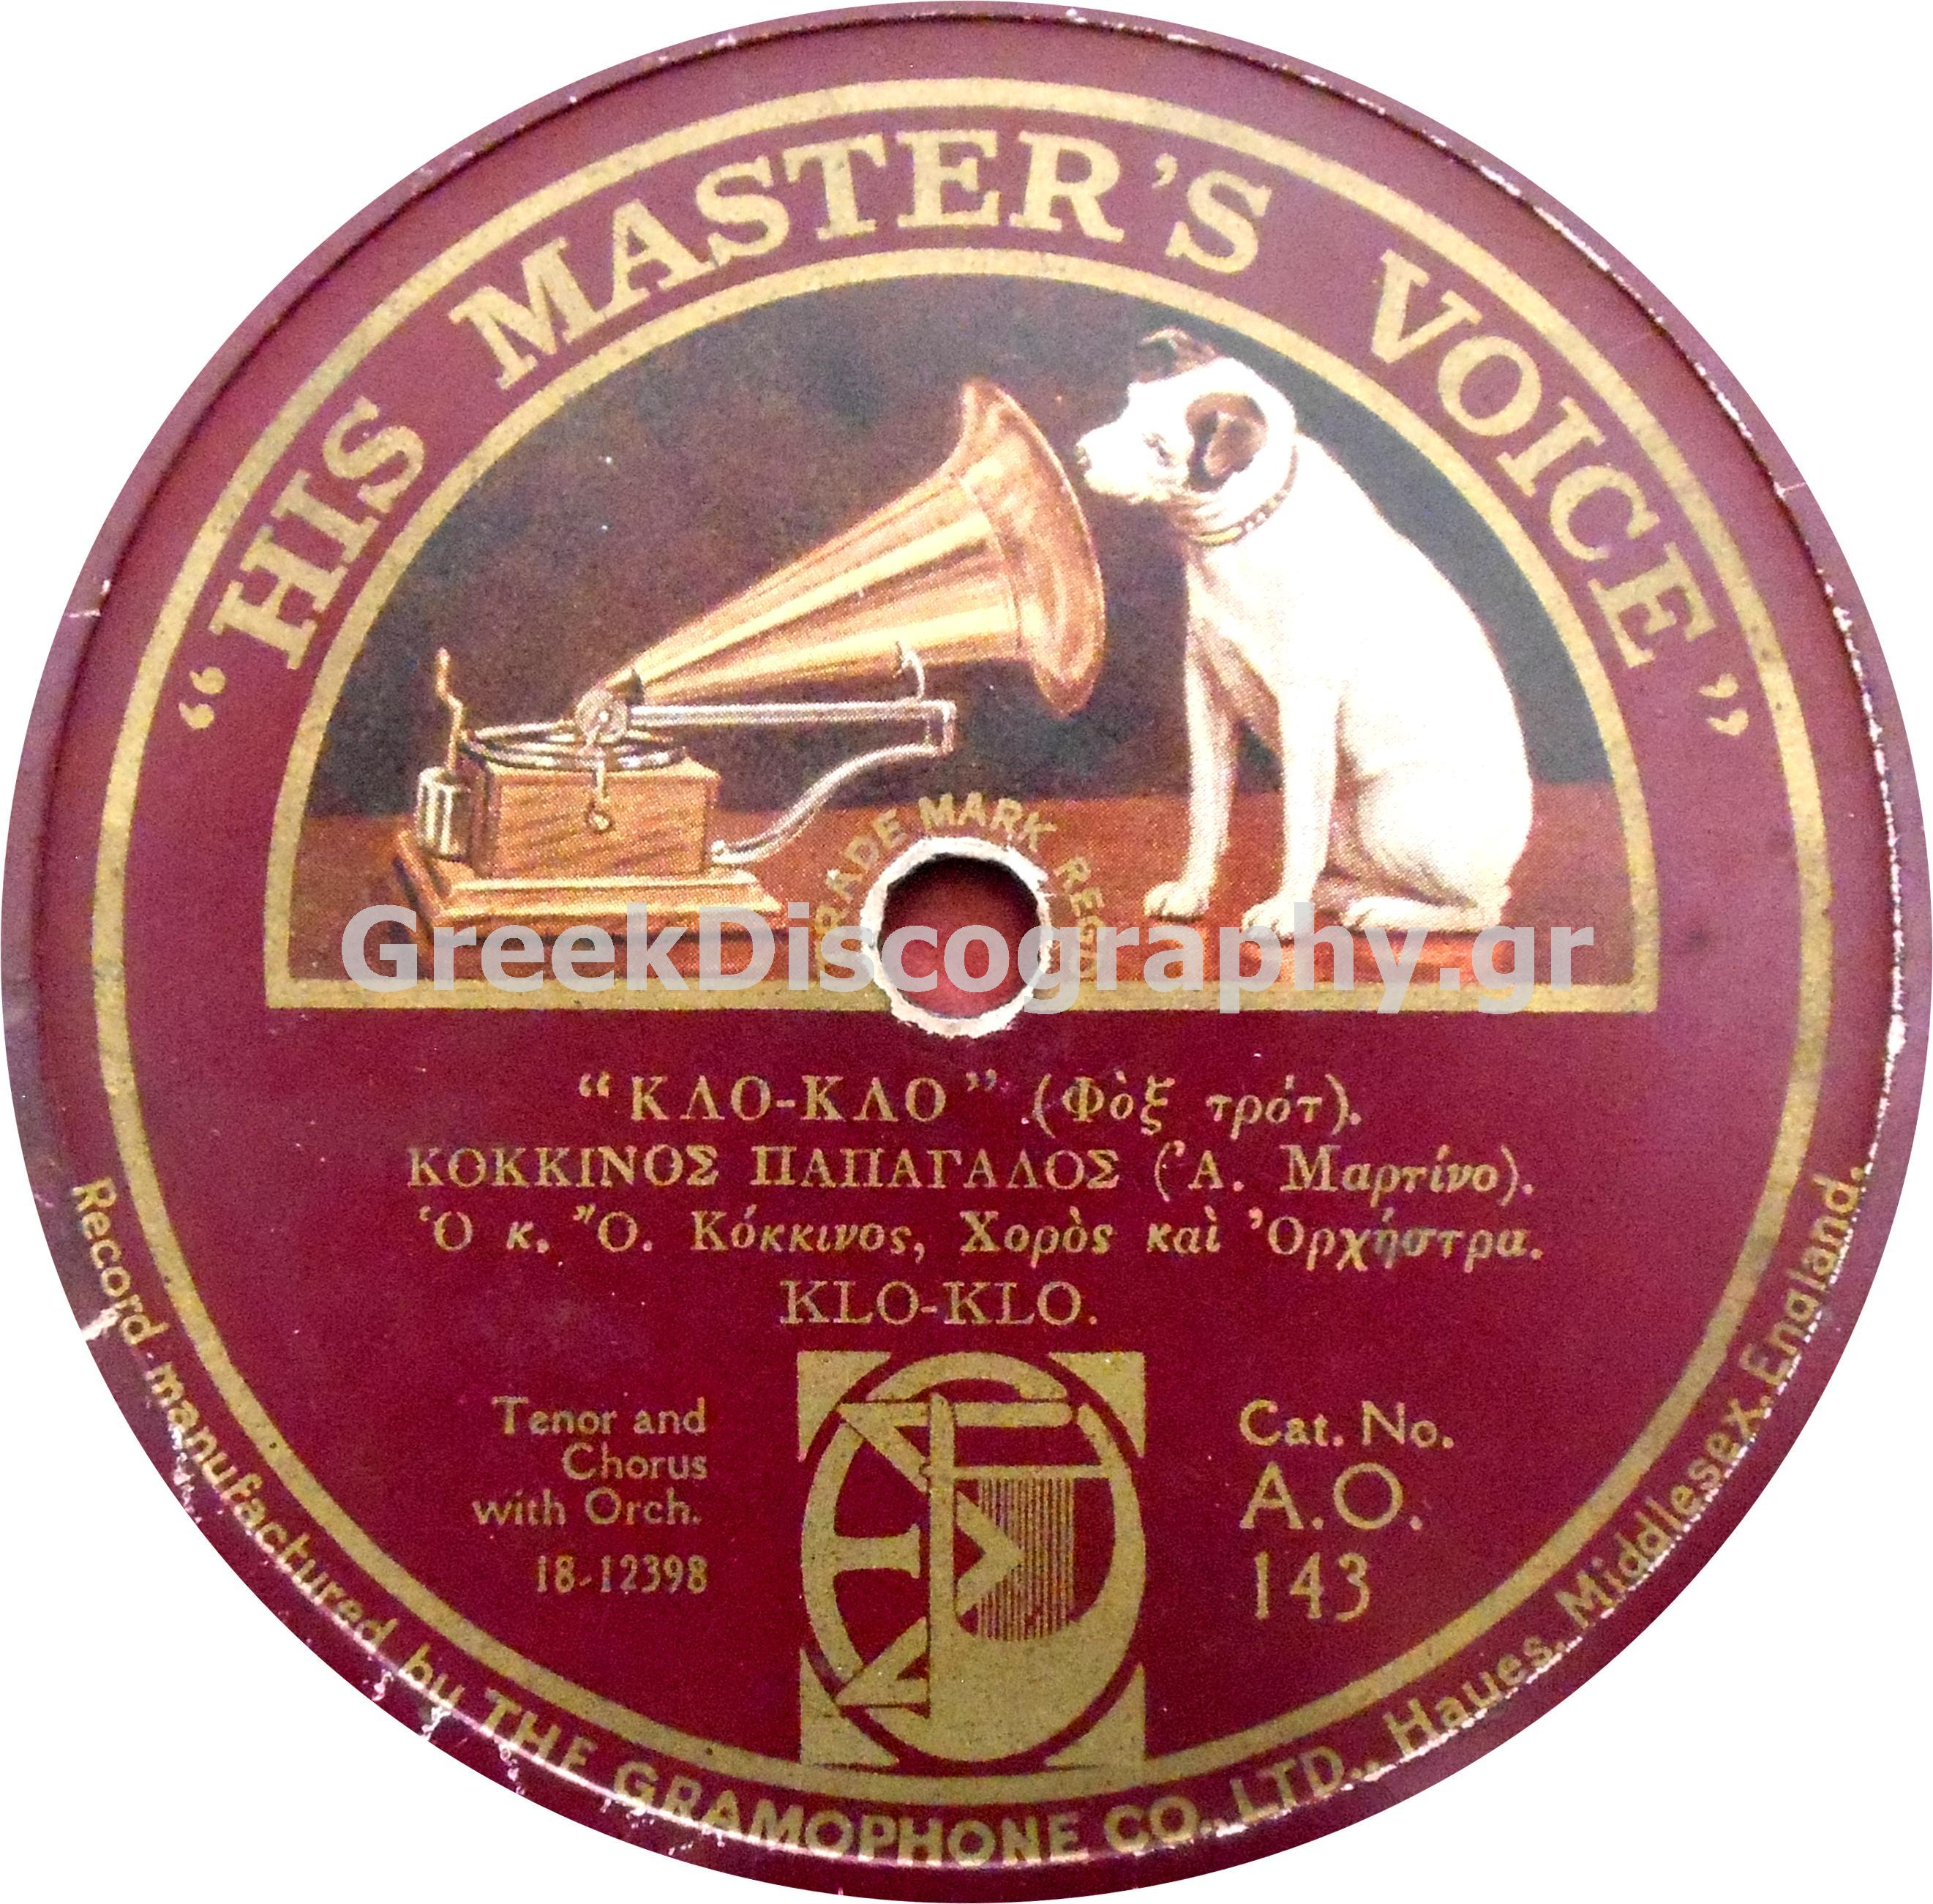 “HIS MASTER'S VOICE”
TRADE MARK REGD
GreekDiscography.gr
“ΚΛΟ-ΚΛΟ” (Φὸξ τρότ).
ΚΟΚΚΙΝΟΣ ΠΑΠΑΓΑΛΟΣ (Ἀ. Μαρτίνο).
Ὁ κ. Ὀ. Κόκκινος, Χορὸς καὶ Ὀρχήστρα.
KLO-KLO.
Tenor and
Chorus
with Orch.
18-12398
Cat. No.
A.O.
143
Record manufactured by THE GRAMOPHONE CO., LTD., Hayes, Middlesex, England.